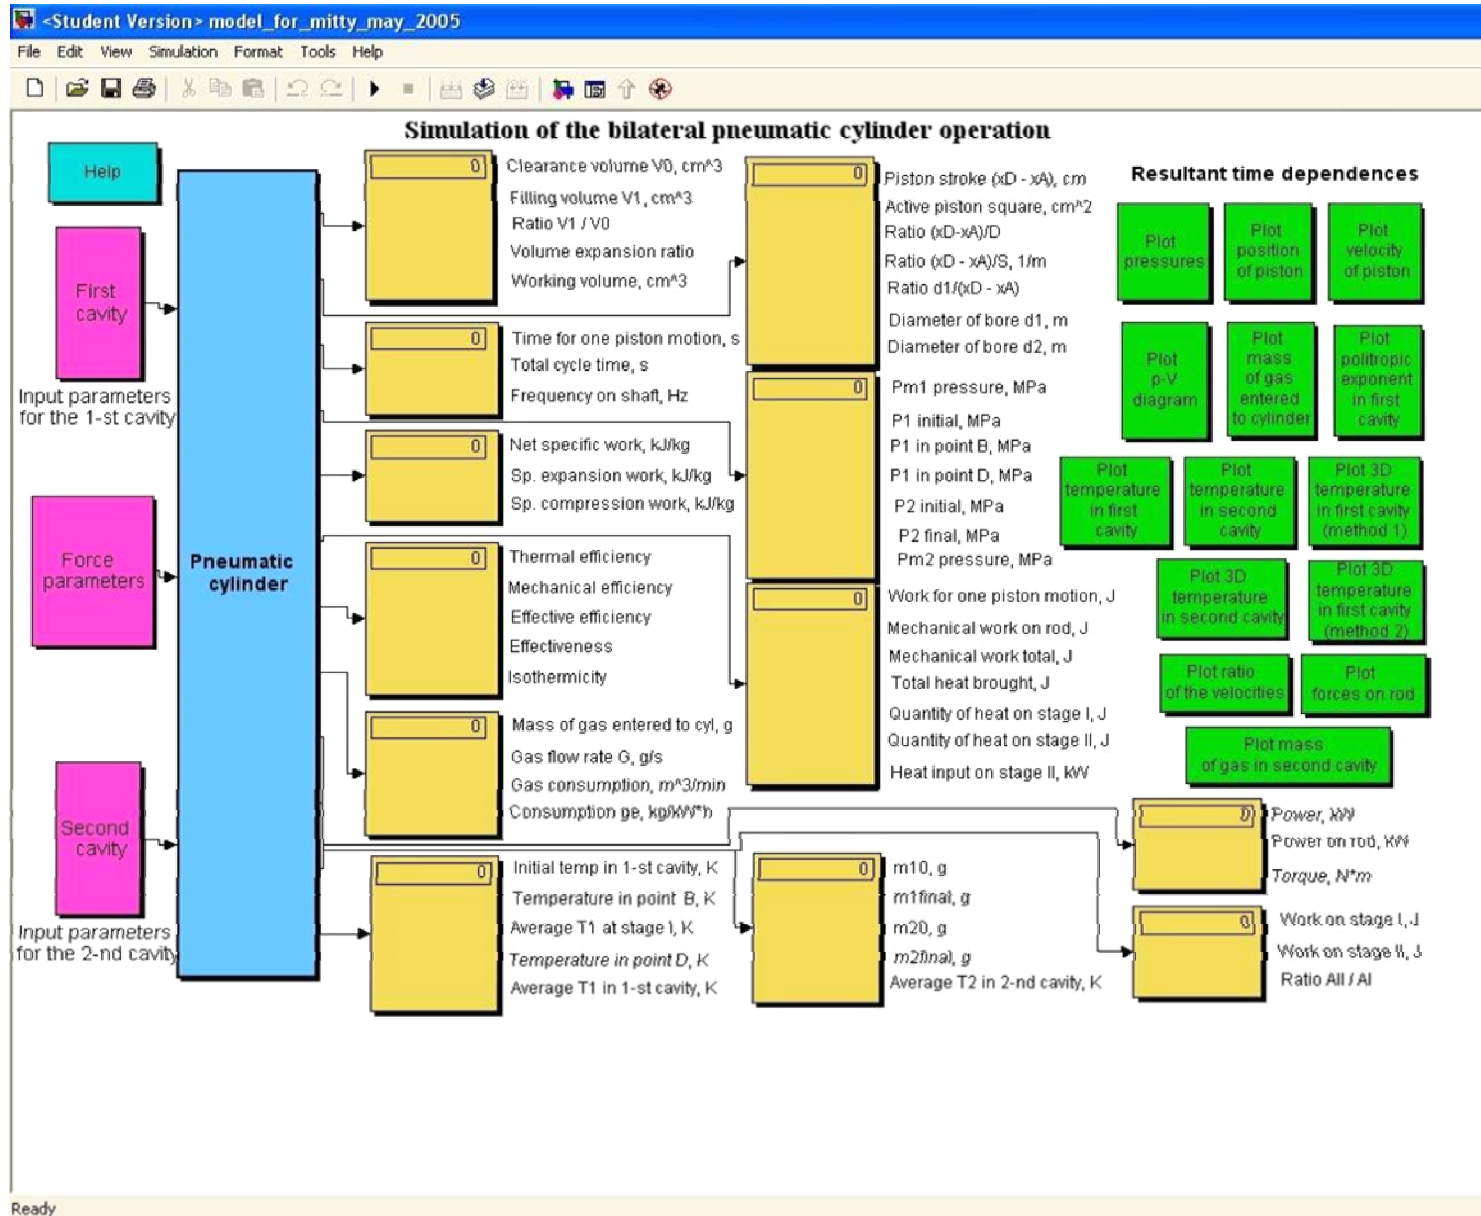 <Student Version> model_for_mitty_may_2005
File Edit View Simulation Format Tools Help
Simulation of the bilateral pneumatic cylinder operation
Help
First
cavity
Input parameters
for the 1-st cavity
Force
parameters
Second
cavity
Input parameters
for the 2-nd cavity
Pneumatic
cylinder
0
Clearance volume V0, cm^3
Filling volume V1, cm^3
Ratio V1 / V0
Volume expansion ratio
Working volume, cm^3
0
Time for one piston motion, s
Total cycle time, s
Frequency on shaft, Hz
0
Net specific work, kJ/kg
Sp. expansion work, kJ/kg
Sp. compression work, kJ/kg
0
Thermal efficiency
Mechanical efficiency
Effective efficiency
Effectiveness
Isothermicity
0
Mass of gas entered to cyl, g
Gas flow rate G, g/s
Gas consumption, m^3/min
Consumption ge, kg/kW*h
0
Initial temp in 1-st cavity, K
Temperature in point B, K
Average T1 at stage I, K
Temperature in point D, K
Average T1 in 1-st cavity, K
0
Piston stroke (xD - xA), cm
Active piston square, cm^2
Ratio (xD-xA)/D
Ratio (xD - xA)/S, 1/m
Ratio d1/(xD - xA)
Diameter of bore d1, m
Diameter of bore d2, m
0
Pm1 pressure, MPa
P1 initial, MPa
P1 in point B, MPa
P1 in point D, MPa
P2 initial, MPa
P2 final, MPa
Pm2 pressure, MPa
0
Work for one piston motion, J
Mechanical work on rod, J
Mechanical work total, J
Total heat brought, J
Quantity of heat on stage I, J
Quantity of heat on stage II, J
Heat input on stage II, kW
0
m10, g
m1final, g
m20, g
m2final, g
Average T2 in 2-nd cavity, K
Resultant time dependences
Plot
pressures
Plot
position
of piston
Plot
velocity
of piston
Plot
p-V
diagram
Plot
mass
of gas
entered
to cylinder
Plot
politropic
exponent
in first
cavity
Plot
temperature
in first
cavity
Plot
temperature
in second
cavity
Plot 3D
temperature
in first cavity
(method 1)
Plot 3D
temperature
in second cavity
Plot 3D
temperature
in first cavity
(method 2)
Plot ratio
of the velocities
Plot
forces on rod
Plot mass
of gas in second cavity
0
Power, kW
Power on rod, kW
Torque, N*m
0
Work on stage I, J
Work on stage II, J
Ratio AII / AI
Ready